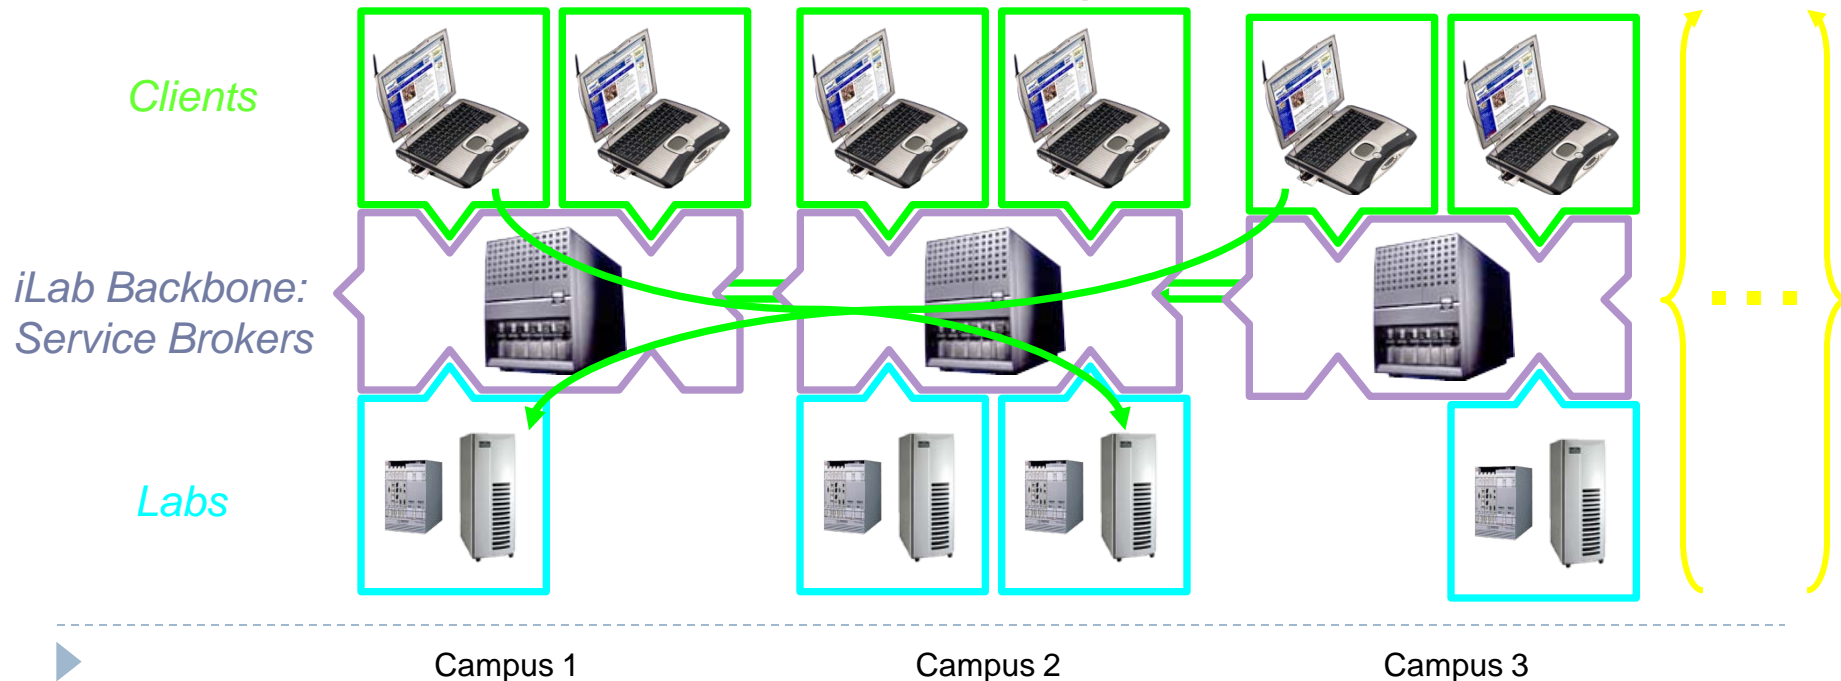 Clients
iLab Backbone:
Service Brokers
Labs
...
Campus 1
Campus 2
Campus 3